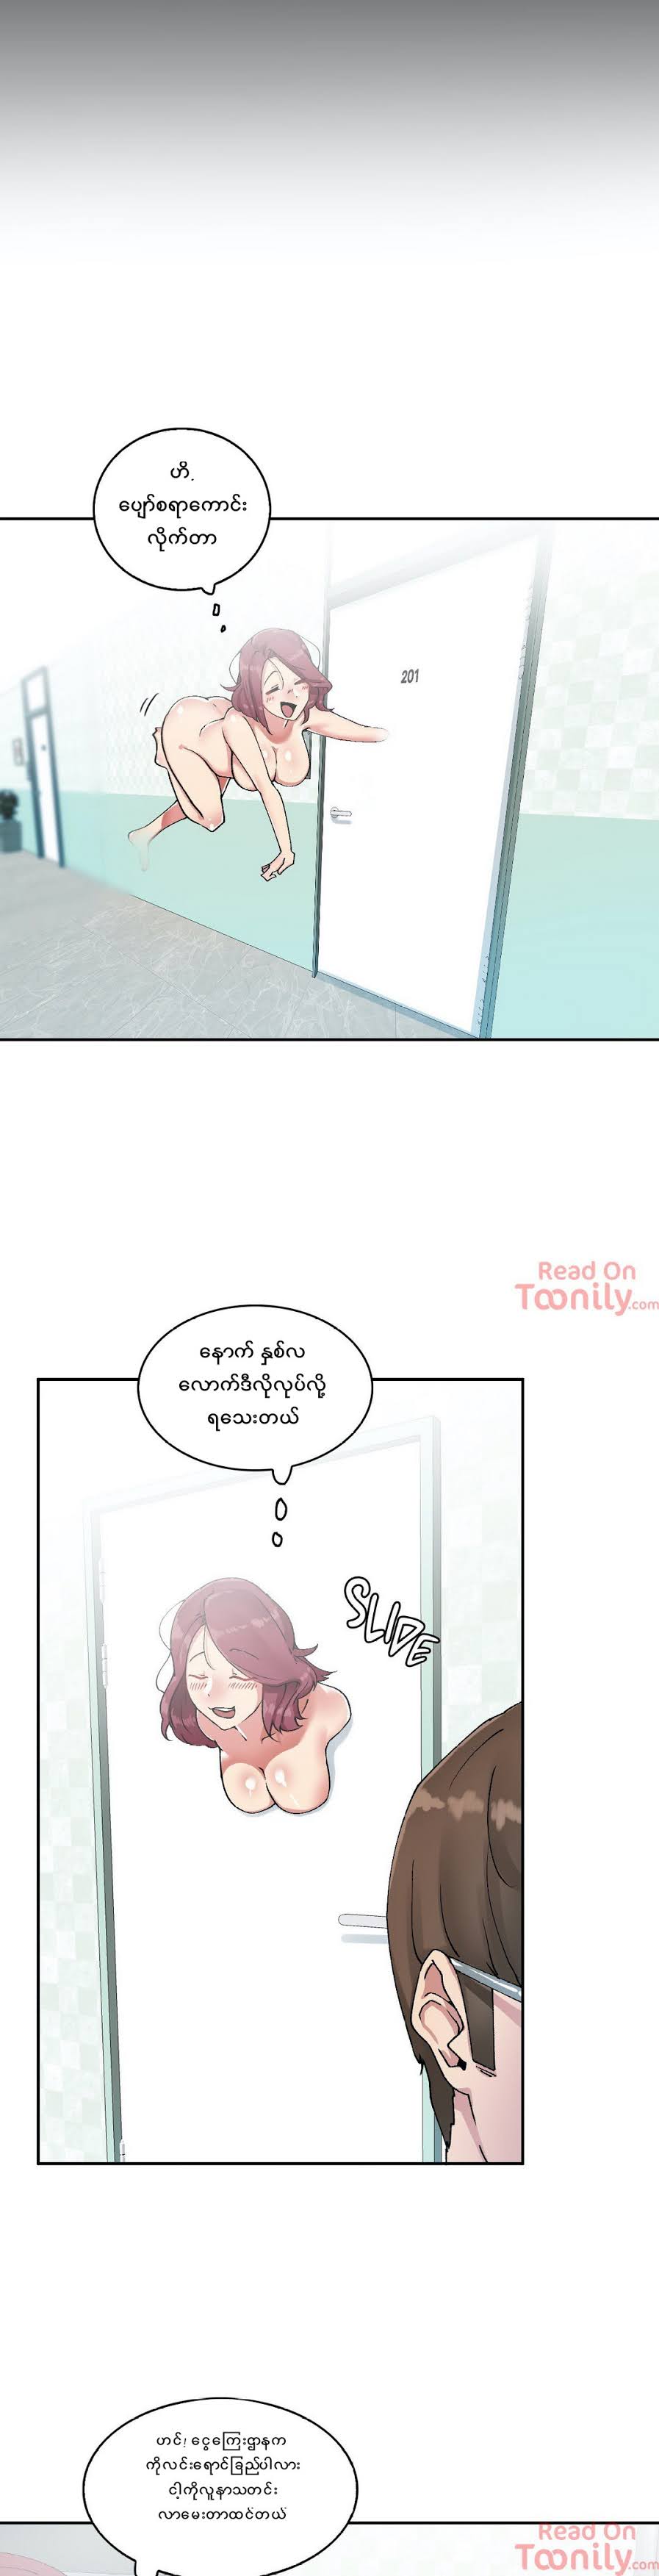 ဟိ.
ပျော်စရာကောင်း
လိုက်တာ
201
Read On
Toonily.com
နောက် နှစ်လ
လောက်ဒီလိုလုပ်လို့
ရသေးတယ်
SLIDE
ဟင်! ငွေကြေးဌာနက
ကိုလင်းရောင်ခြည်ပါလား
ငါ့ကိုလူနာသတင်း
လာမေးတာထင်တယ်
Read On
Toonily.com